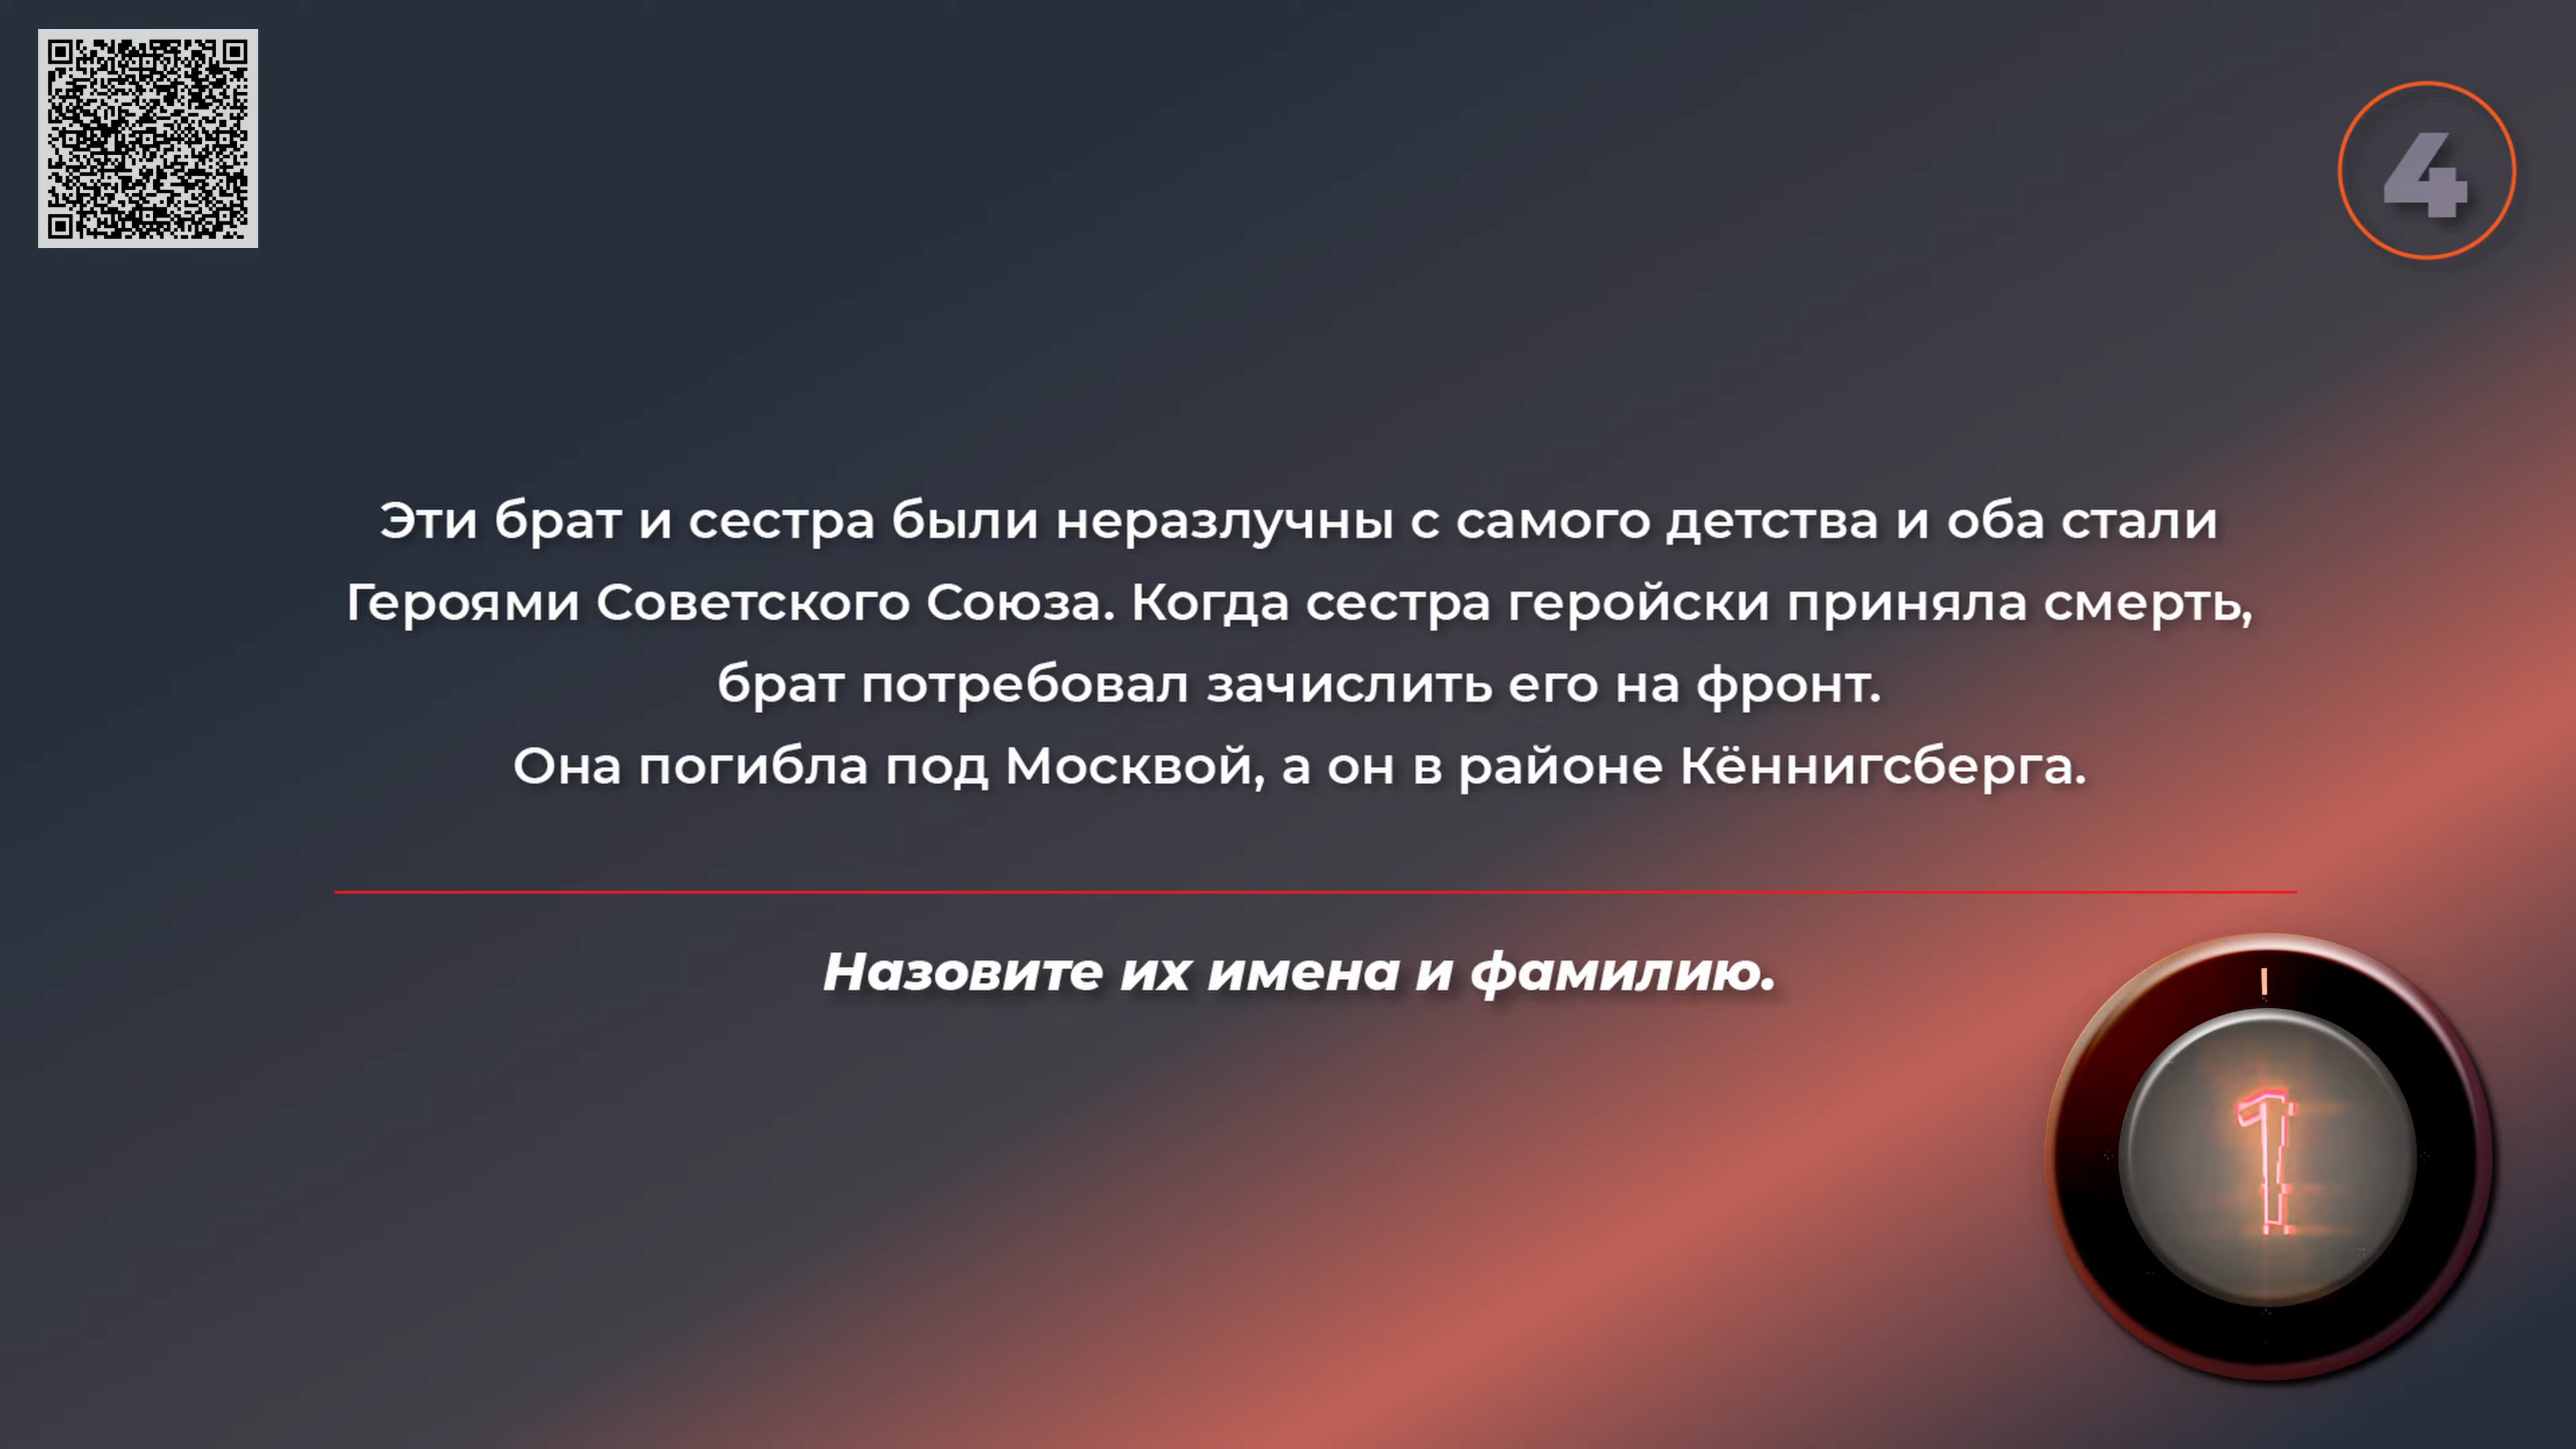 4
Эти брат и сестра были неразлучны с самого детства и оба стали
Героями Советского Союза. Когда сестра геройски приняла смерть,
брат потребовал зачислить его на фронт.
Она погибла под Москвой, а он в районе Кённигсберга.
Назовите их имена и фамилию.
1